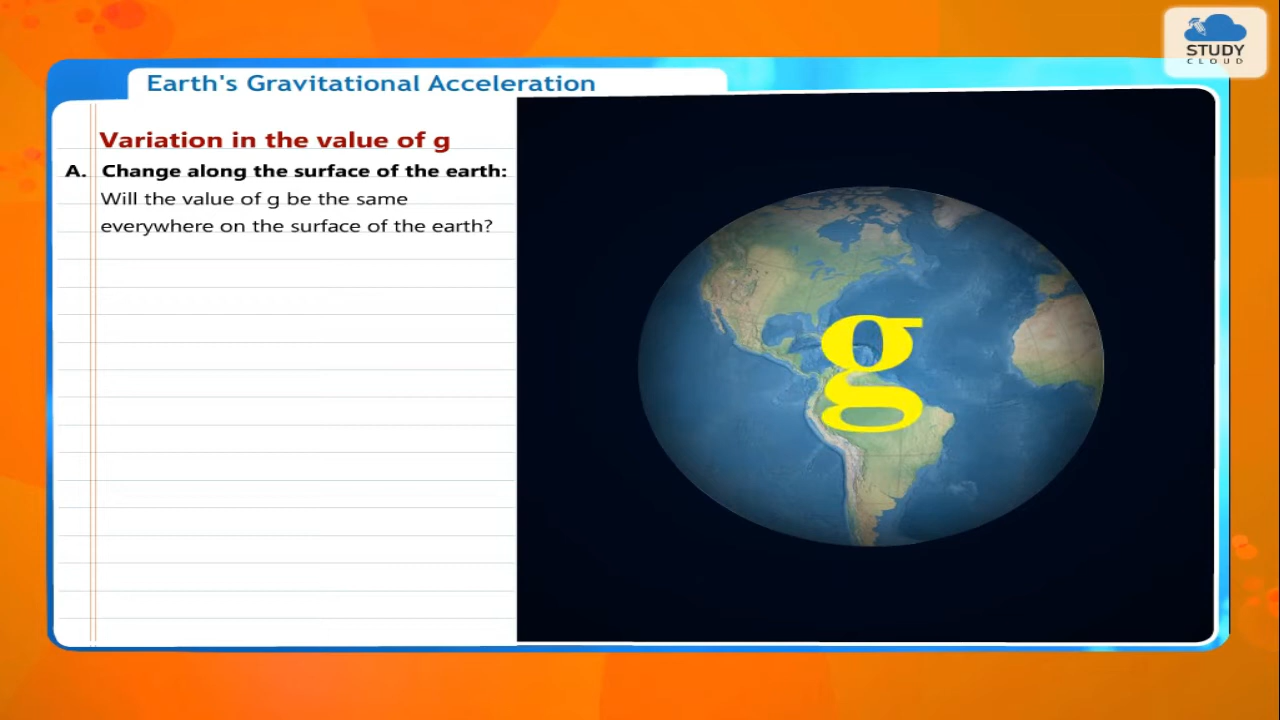 STUDY
CLOUD
Earth's Gravitational Acceleration
Variation in the value of g
A. Change along the surface of the earth:
Will the value of g be the same
everywhere on the surface of the earth?
g